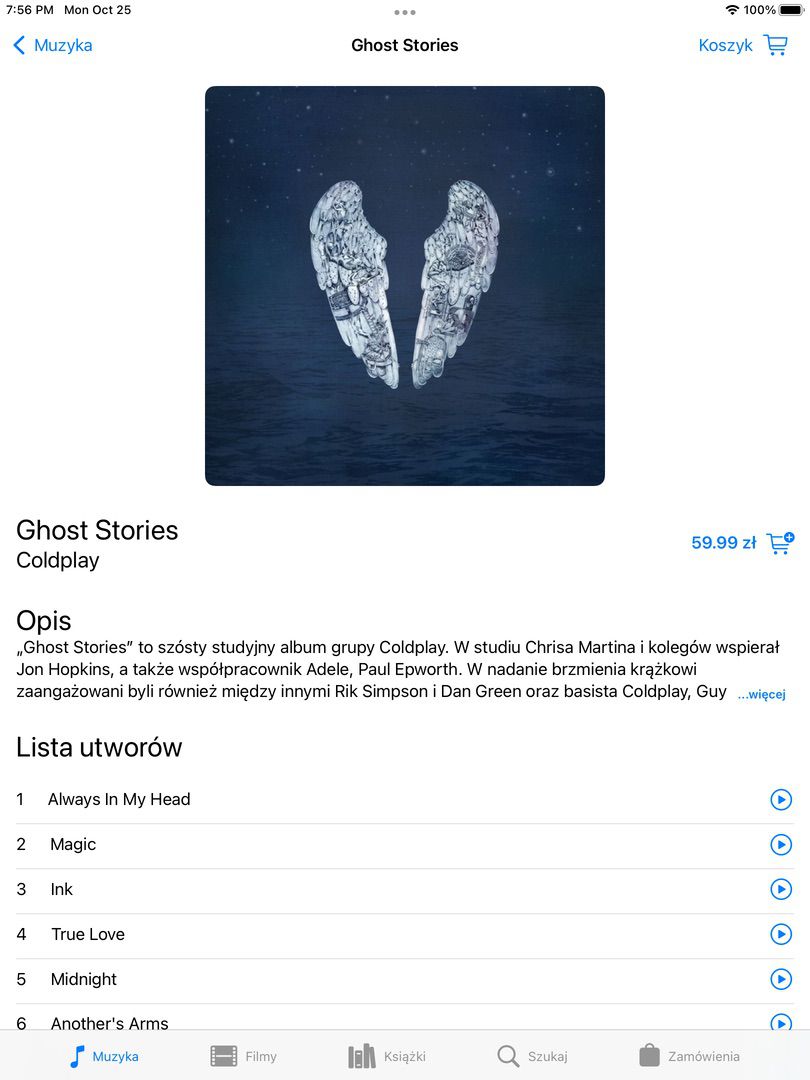 7:56 PM Mon Oct 25
100%
Muzyka
Ghost Stories
Koszyk
Ghost Stories
Coldplay
59.99 zł
Opis
„Ghost Stories” to szósty studyjny album grupy Coldplay. W studiu Chrisa Martina i kolegów wspierał
Jon Hopkins, a także współpracownik Adele, Paul Epworth. W nadanie brzmienia krążkowi
zaangażowani byli również między innymi Rik Simpson i Dan Green oraz basista Coldplay, Guy ...więcej
Lista utworów
1 Always In My Head
2 Magic
3 Ink
4 True Love
5 Midnight
6 Another's Arms
Muzyka
Filmy
Książki
Szukaj
Zamówienia